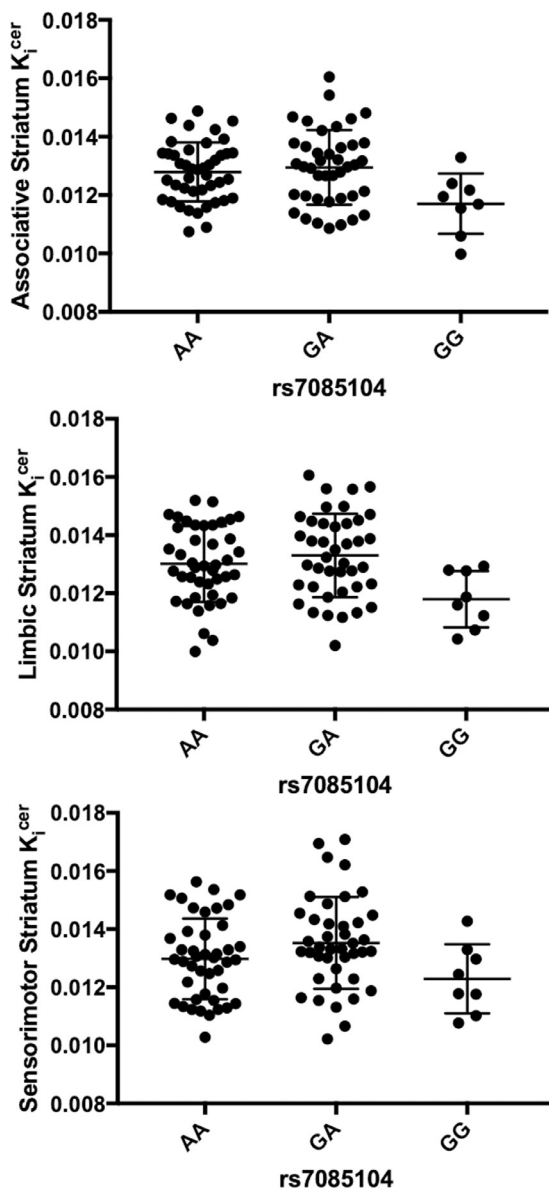 Associative Striatum Kᵢᶜᵉʳ
0.018
0.016
0.014
0.012
0.010
0.008
AA
GA
GG
rs7085104
Limbic Striatum Kᵢᶜᵉʳ
0.018
0.016
0.014
0.012
0.010
0.008
AA
GA
GG
rs7085104
Sensorimotor Striatum Kᵢᶜᵉʳ
0.018
0.016
0.014
0.012
0.010
0.008
AA
GA
GG
rs7085104